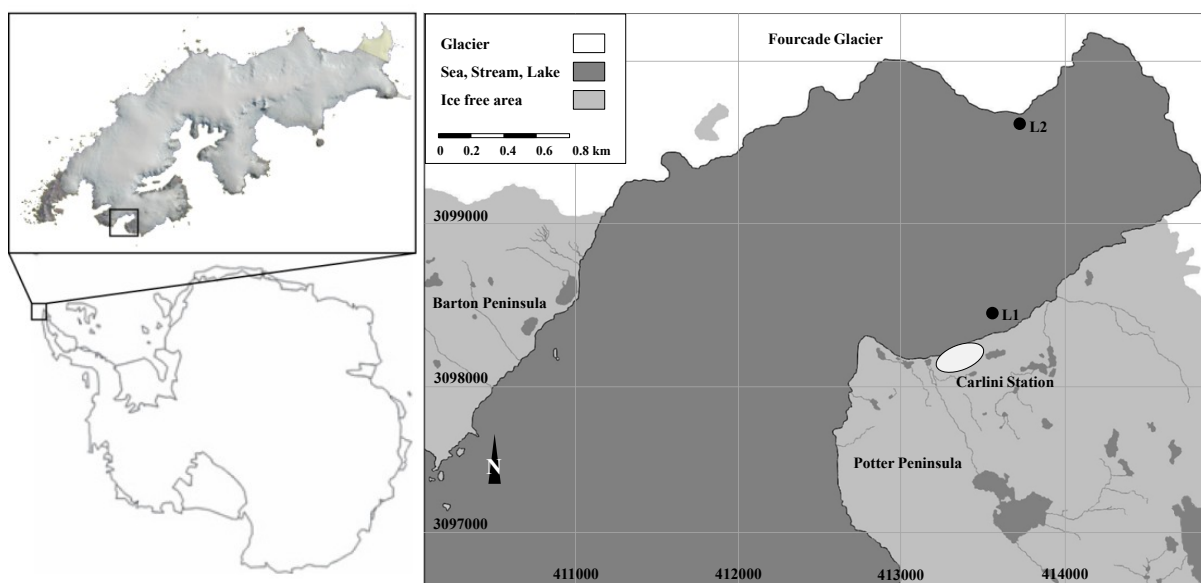 Glacier
Sea, Stream, Lake
Ice free area
0 0.2 0.4 0.6 0.8 km
Fourcade Glacier
L2
3099000
Barton Peninsula
L1
Carlini Station
3098000
Potter Peninsula
N
3097000
411000 412000 413000 414000